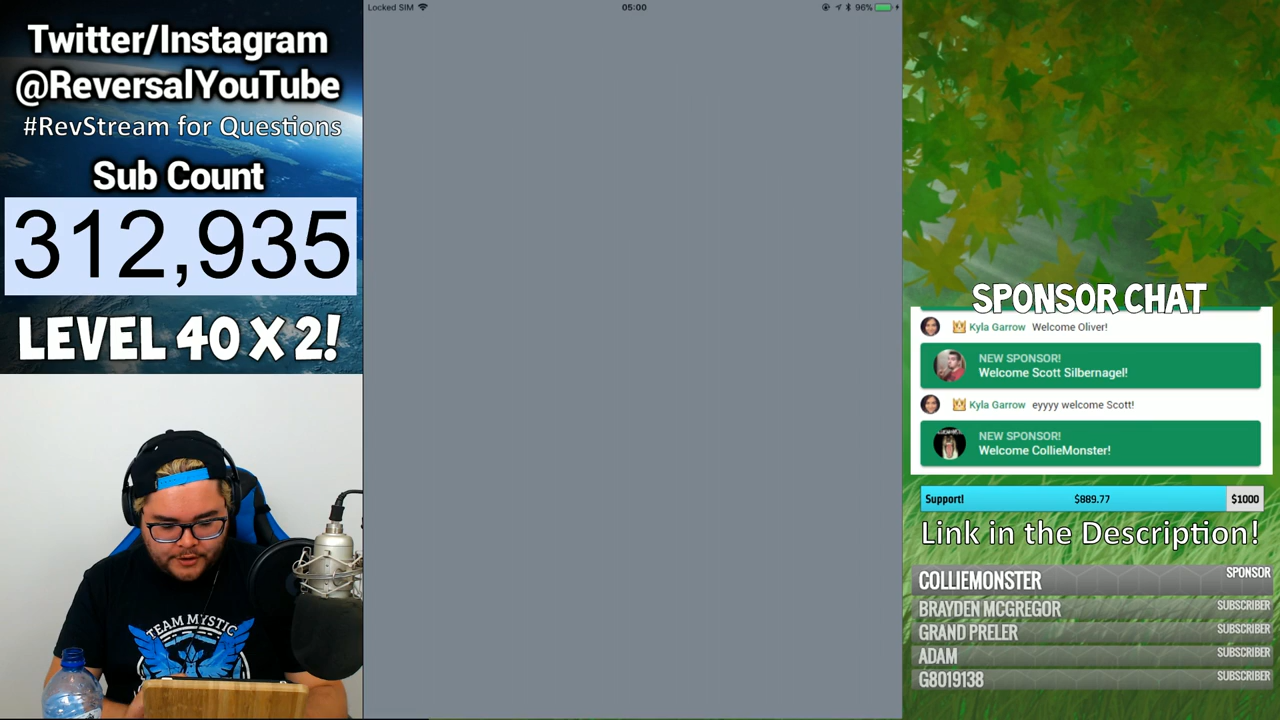 Twitter/Instagram
@ReversalYouTube
#RevStream for Questions
Sub Count
312,935
LEVEL 40 X 2!
TEAM MYSTIC
Locked SIM
05:00
96%
SPONSOR CHAT
Kyla Garrow Welcome Oliver!
NEW SPONSOR!
Welcome Scott Silbernagel!
Kyla Garrow eyyyy welcome Scott!
NEW SPONSOR!
Welcome CollieMonster!
Support! $889.77 $1000
Link in the Description!
COLLIEMONSTER SPONSOR
BRAYDEN MCGREGOR SUBSCRIBER
GRAND PRELER SUBSCRIBER
ADAM SUBSCRIBER
G8019138 SUBSCRIBER